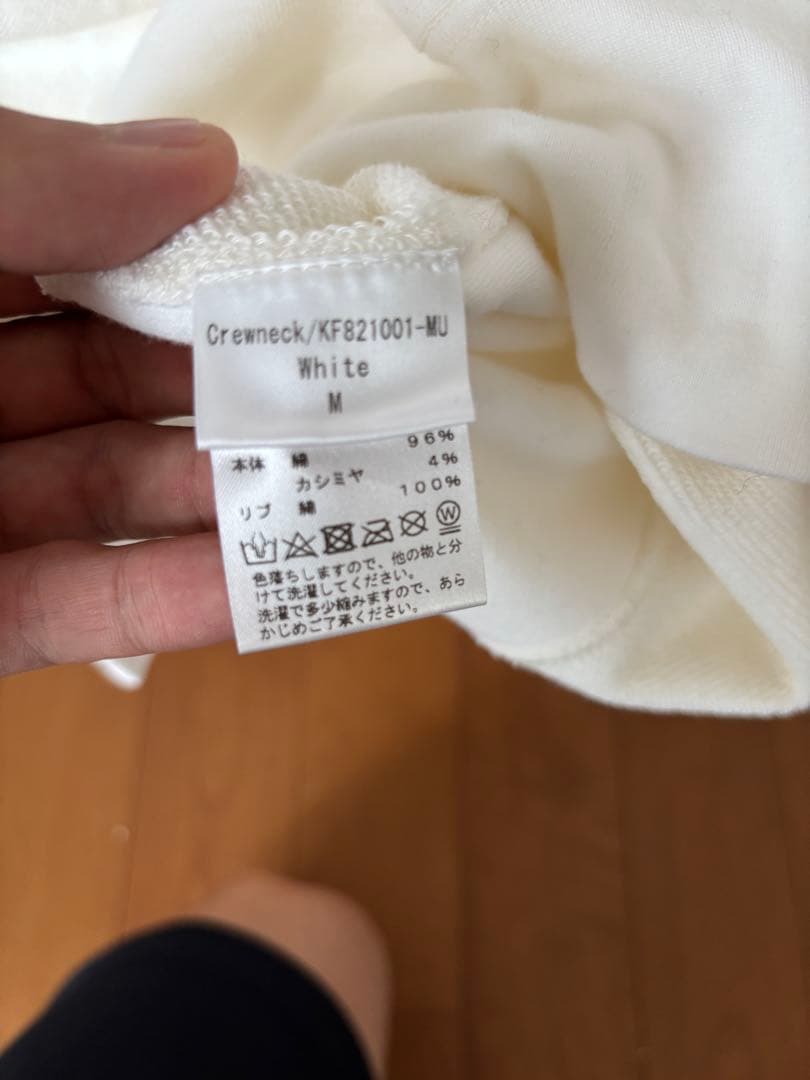 Crewneck/KF821001-MU
White
M
本体 綿 96%
カシミヤ 4%
リブ 綿 100%
W
色落ちしますので、他の物と分
けて洗濯してください。
洗濯で多少縮みますので、あら
かじめご了承ください。